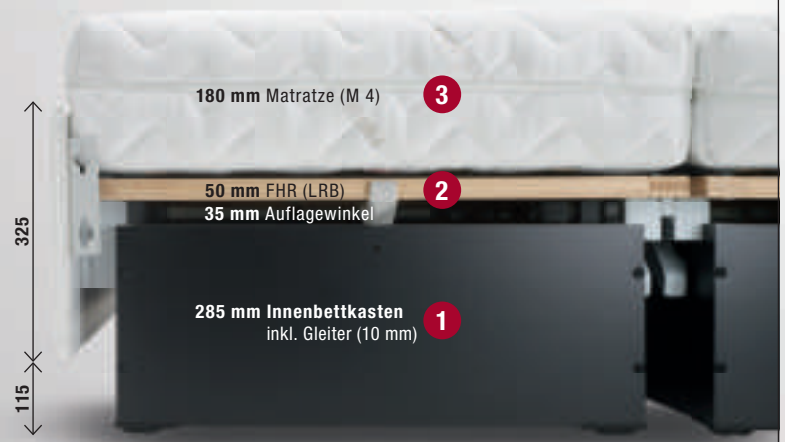 180 mm Matratze (M 4)
3
50 mm FHR (LRB)
2
35 mm Auflagewinkel
325
285 mm Innenbettkasten
inkl. Gleiter (10 mm)
1
115